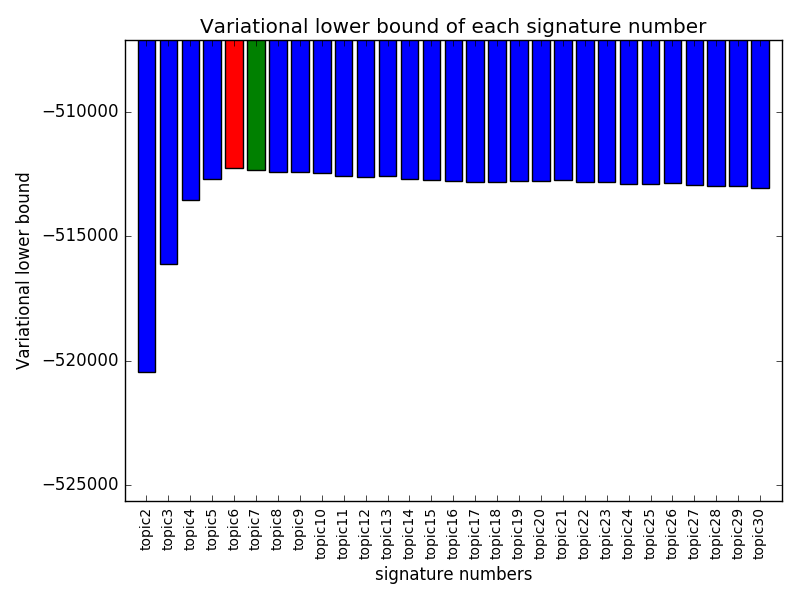 Variational lower bound of each signature number
Variational lower bound
−510000
−515000
−520000
−525000
topic2
topic3
topic4
topic5
topic6
topic7
topic8
topic9
topic10
topic11
topic12
topic13
topic14
topic15
topic16
topic17
topic18
topic19
topic20
topic21
topic22
topic23
topic24
topic25
topic26
topic27
topic28
topic29
topic30
signature numbers